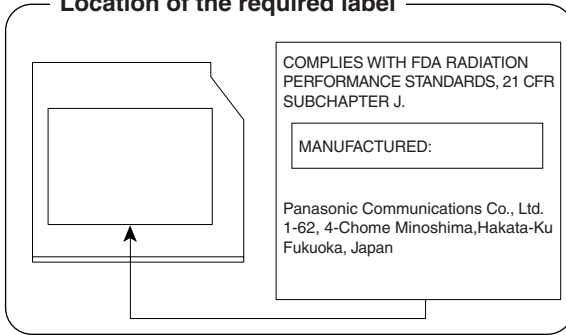 Location of the required label
COMPLIES WITH FDA RADIATION
PERFORMANCE STANDARDS, 21 CFR
SUBCHAPTER J.
MANUFACTURED:
Panasonic Communications Co., Ltd.
1-62, 4-Chome Minoshima,Hakata-Ku
Fukuoka, Japan